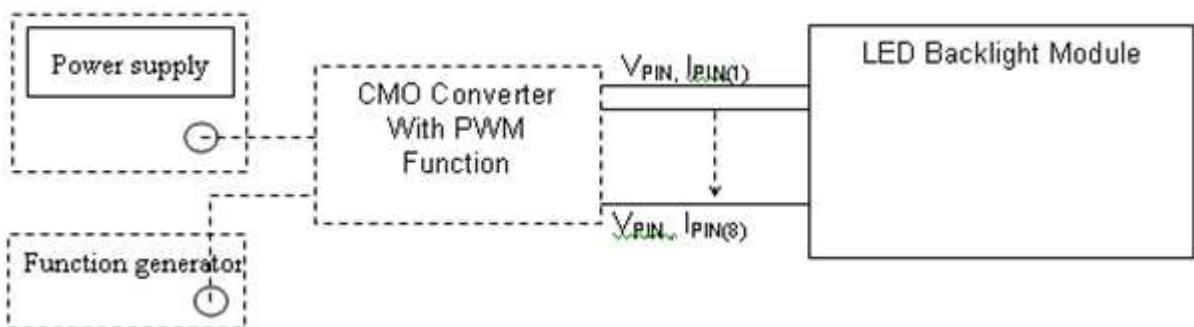 Power supply
CMO Converter
With PWM
Function
Function generator
VPIN, IPIN(1)
VPIN, IPIN(8)
LED Backlight Module